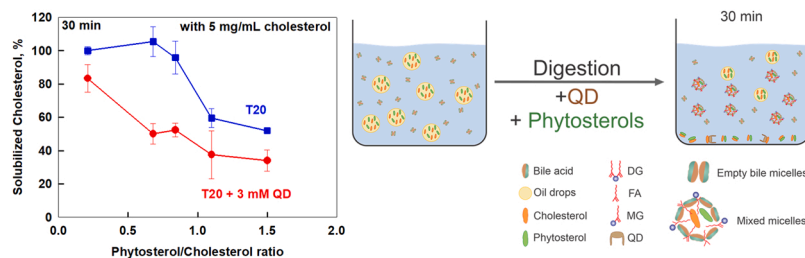 30 min
with 5 mg/mL cholesterol
Solubilized Cholesterol, %
120
100
80
60
40
20
0
T20
T20 + 3 mM QD
0.0
0.5
1.0
1.5
2.0
Phytosterol/Cholesterol ratio
Digestion
+QD
+ Phytosterols
30 min
Bile acid
Oil drops
Cholesterol
Phytosterol
DG
FA
MG
QD
Empty bile micelles
Mixed micelles